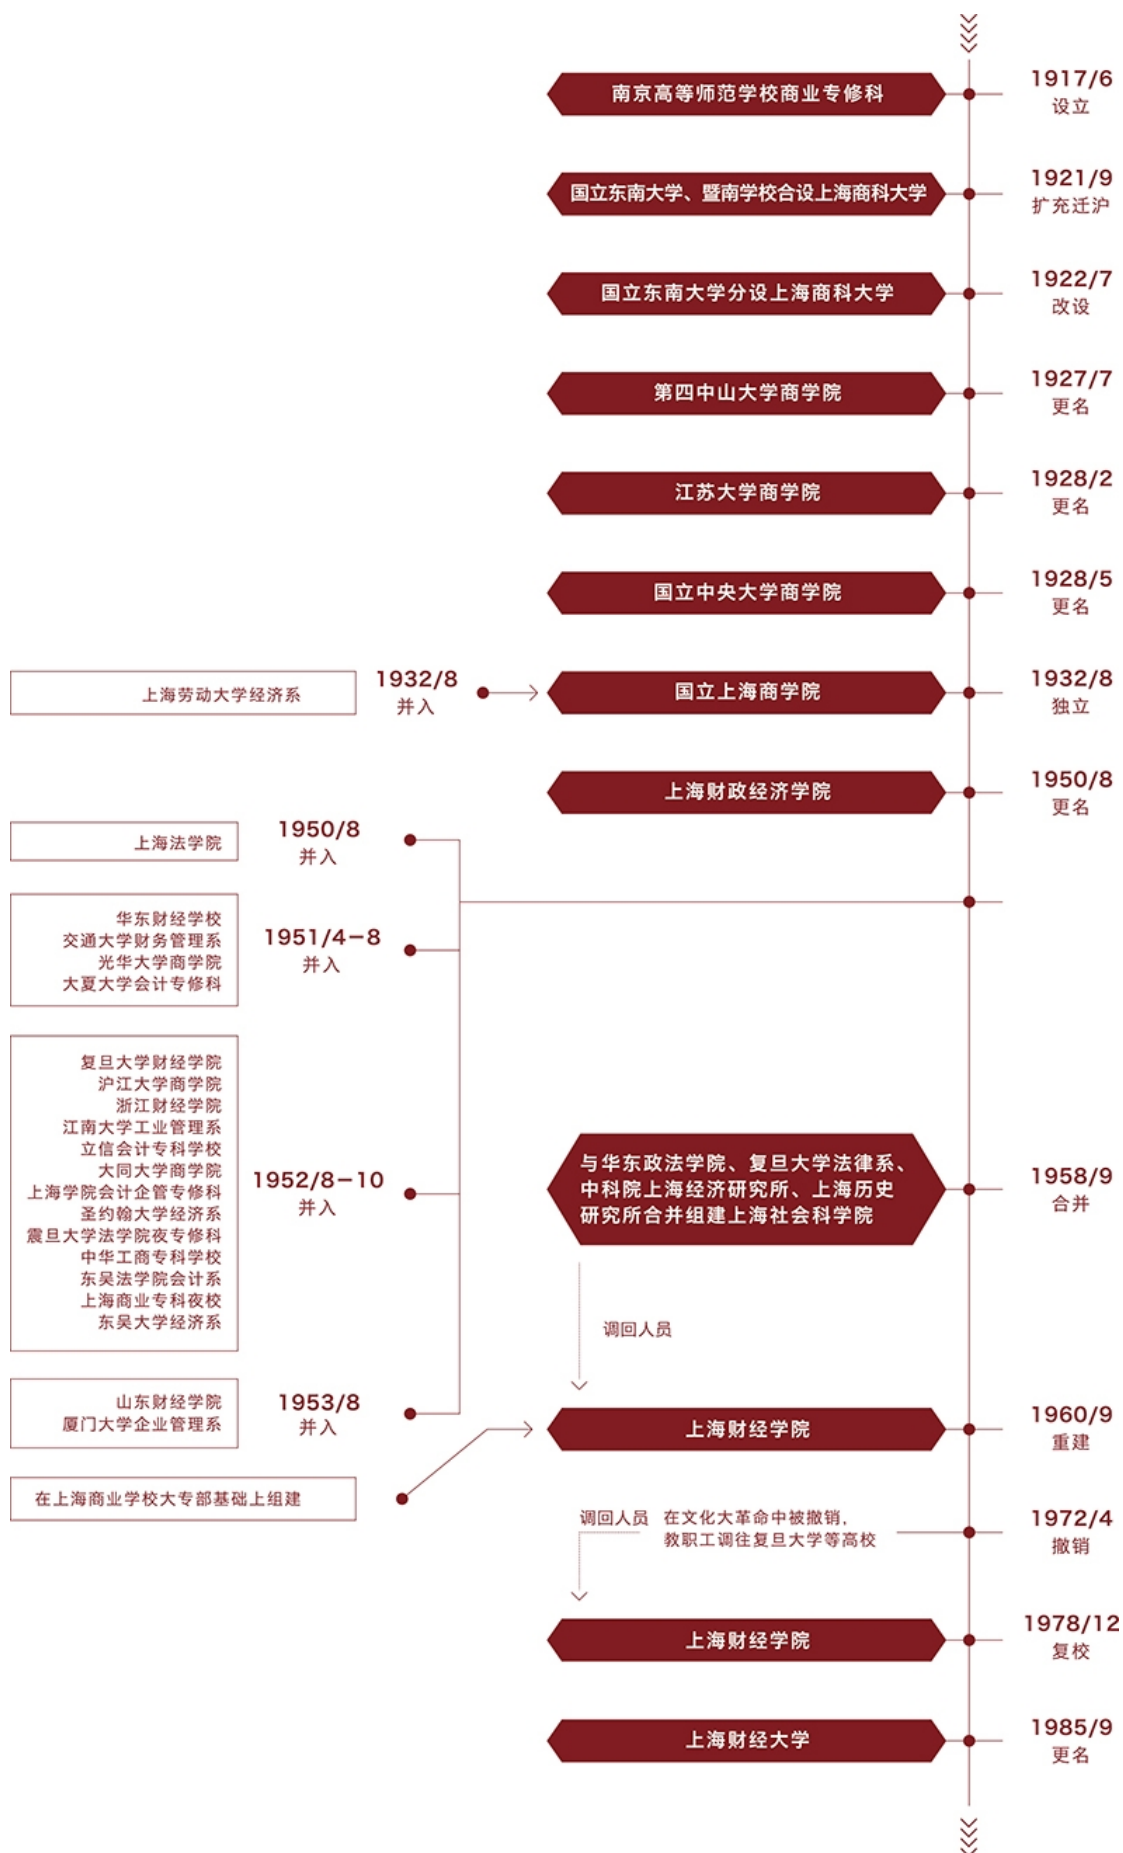 南京高等师范学校商业专修科
1917/6
设立
国立东南大学、暨南学校合设上海商科大学
1921/9
扩充迁沪
国立东南大学分设上海商科大学
1922/7
改设
第四中山大学商学院
1927/7
更名
江苏大学商学院
1928/2
更名
国立中央大学商学院
1928/5
更名
上海劳动大学经济系
1932/8
并入
国立上海商学院
1932/8
独立
上海财政经济学院
1950/8
更名
上海法学院
1950/8
并入
华东财经学校
交通大学财务管理系
光华大学商学院
大夏大学会计专修科
1951/4-8
并入
复旦大学财经学院
沪江大学商学院
浙江财经学院
江南大学工业管理系
立信会计专科学校
大同大学商学院
上海学院会计企管专修科
圣约翰大学经济系
震旦大学法学院夜专修科
中华工商专科学校
东吴法学院会计系
上海商业专科夜校
东吴大学经济系
1952/8-10
并入
与华东政法学院、复旦大学法律系、
中科院上海经济研究所、上海历史
研究所合并组建上海社会科学院
1958/9
合并
调回人员
山东财经学院
厦门大学企业管理系
1953/8
并入
上海财经学院
1960/9
重建
在上海商业学校大专部基础上组建
调回人员
在文化大革命中被撤销,
教职工调往复旦大学等高校
1972/4
撤销
上海财经学院
1978/12
复校
上海财经大学
1985/9
更名